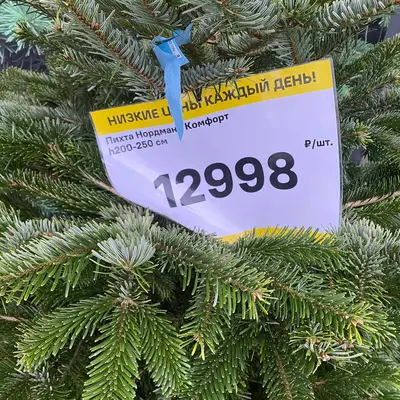 НИЗКИЕ ЦЕНЫ КАЖДЫЙ ДЕНЬ!
Пихта Нордман Комфорт
h200-250 см
12998 ₽/шт.